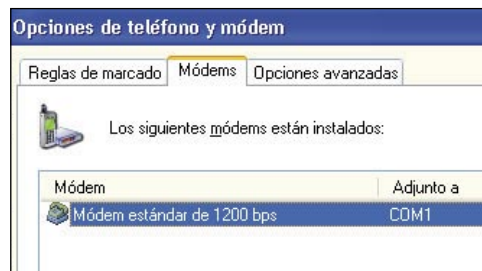 Opciones de teléfono y módem
Reglas de marcado Módems Opciones avanzadas
Los siguientes módems están instalados:
Módem Adjunto a
Módem estándar de 1200 bps COM1